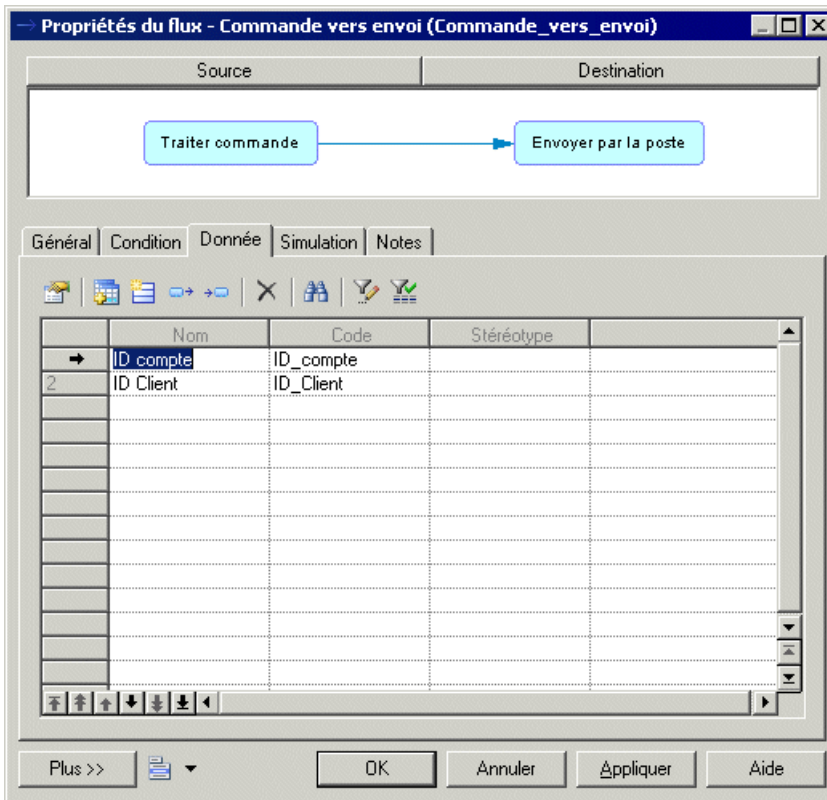 Propriétés du flux - Commande vers envoi (Commande_vers_envoi)
Source Destination
Traiter commande Envoyer par la poste
Général Condition Donnée Simulation Notes
Nom Code Stéréotype
ID compte ID_compte
2 ID Client ID_Client
Plus >> OK Annuler Appliquer Aide